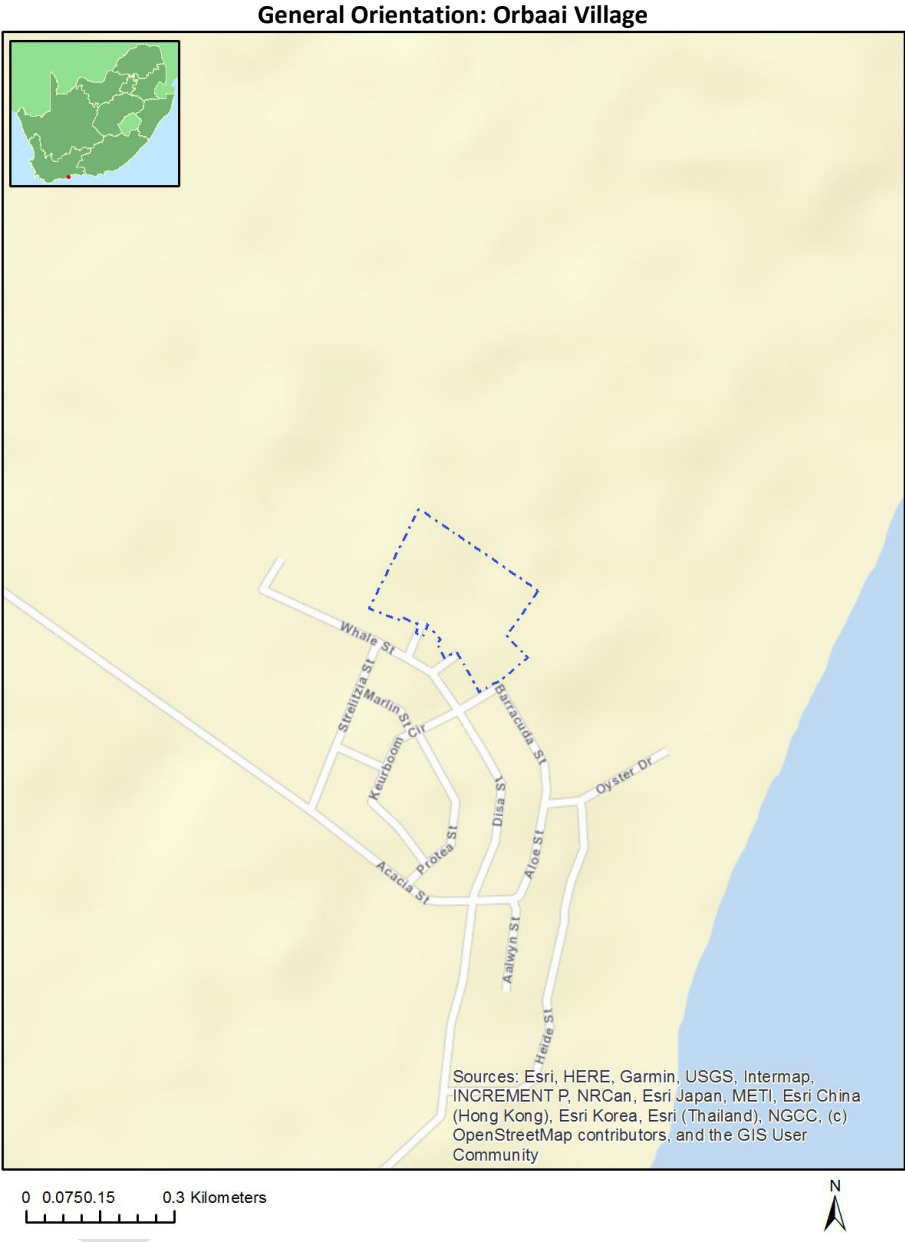 General Orientation: Orbaai Village
Whale St
Strelitzia St
Marlin St
Keurboom Cir
Barracuda St
Oyster Dr
Disa St
Aloe St
Protea St
Acacia St
Aalwyn St
Heide St
Sources: Esri, HERE, Garmin, USGS, Intermap,
INCREMENT P, NRCan, Esri Japan, METI, Esri China
(Hong Kong), Esri Korea, Esri (Thailand), NGCC, (c)
OpenStreetMap contributors, and the GIS User
Community
0 0.0750.15 0.3 Kilometers
N